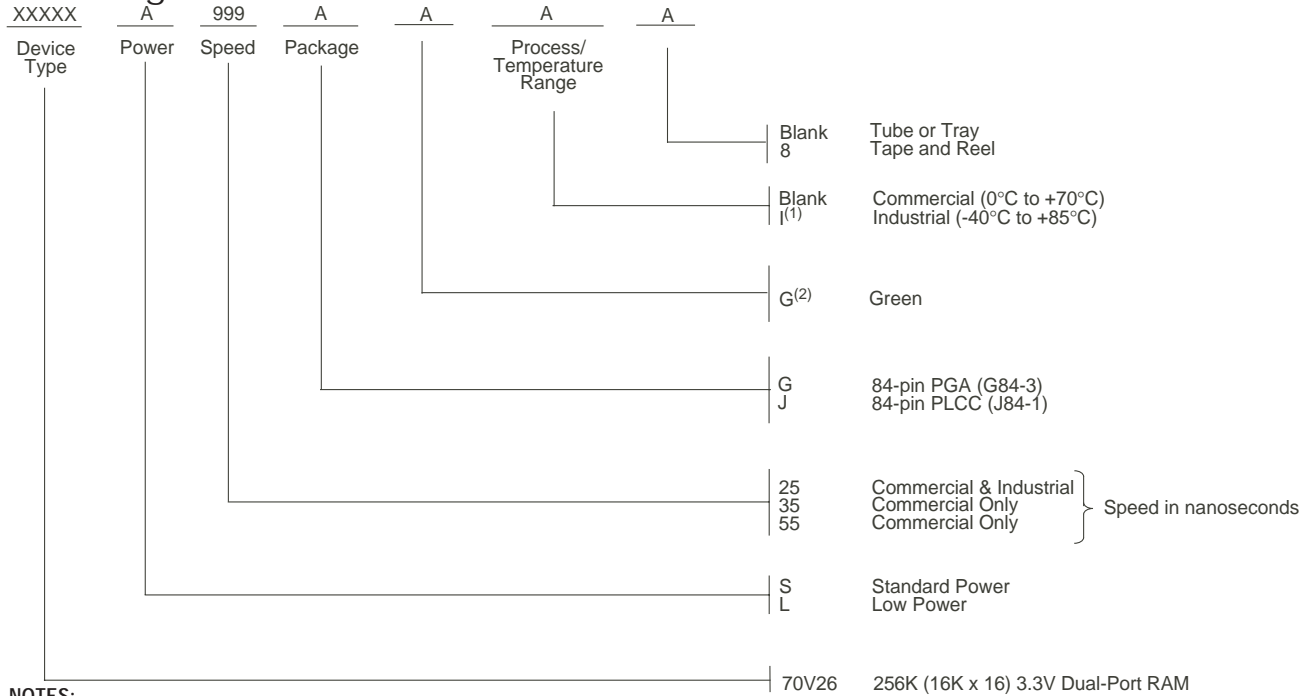 XXXXX A 999 A A A A
Device Type Power Speed Package Process/ Temperature Range
Blank Tube or Tray
8 Tape and Reel
Blank Commercial (0°C to +70°C)
I(1) Industrial (-40°C to +85°C)
G(2) Green
G 84-pin PGA (G84-3)
J 84-pin PLCC (J84-1)
25 Commercial & Industrial
35 Commercial Only
55 Commercial Only
Speed in nanoseconds
S Standard Power
L Low Power
70V26 256K (16K x 16) 3.3V Dual-Port RAM
NOTES: